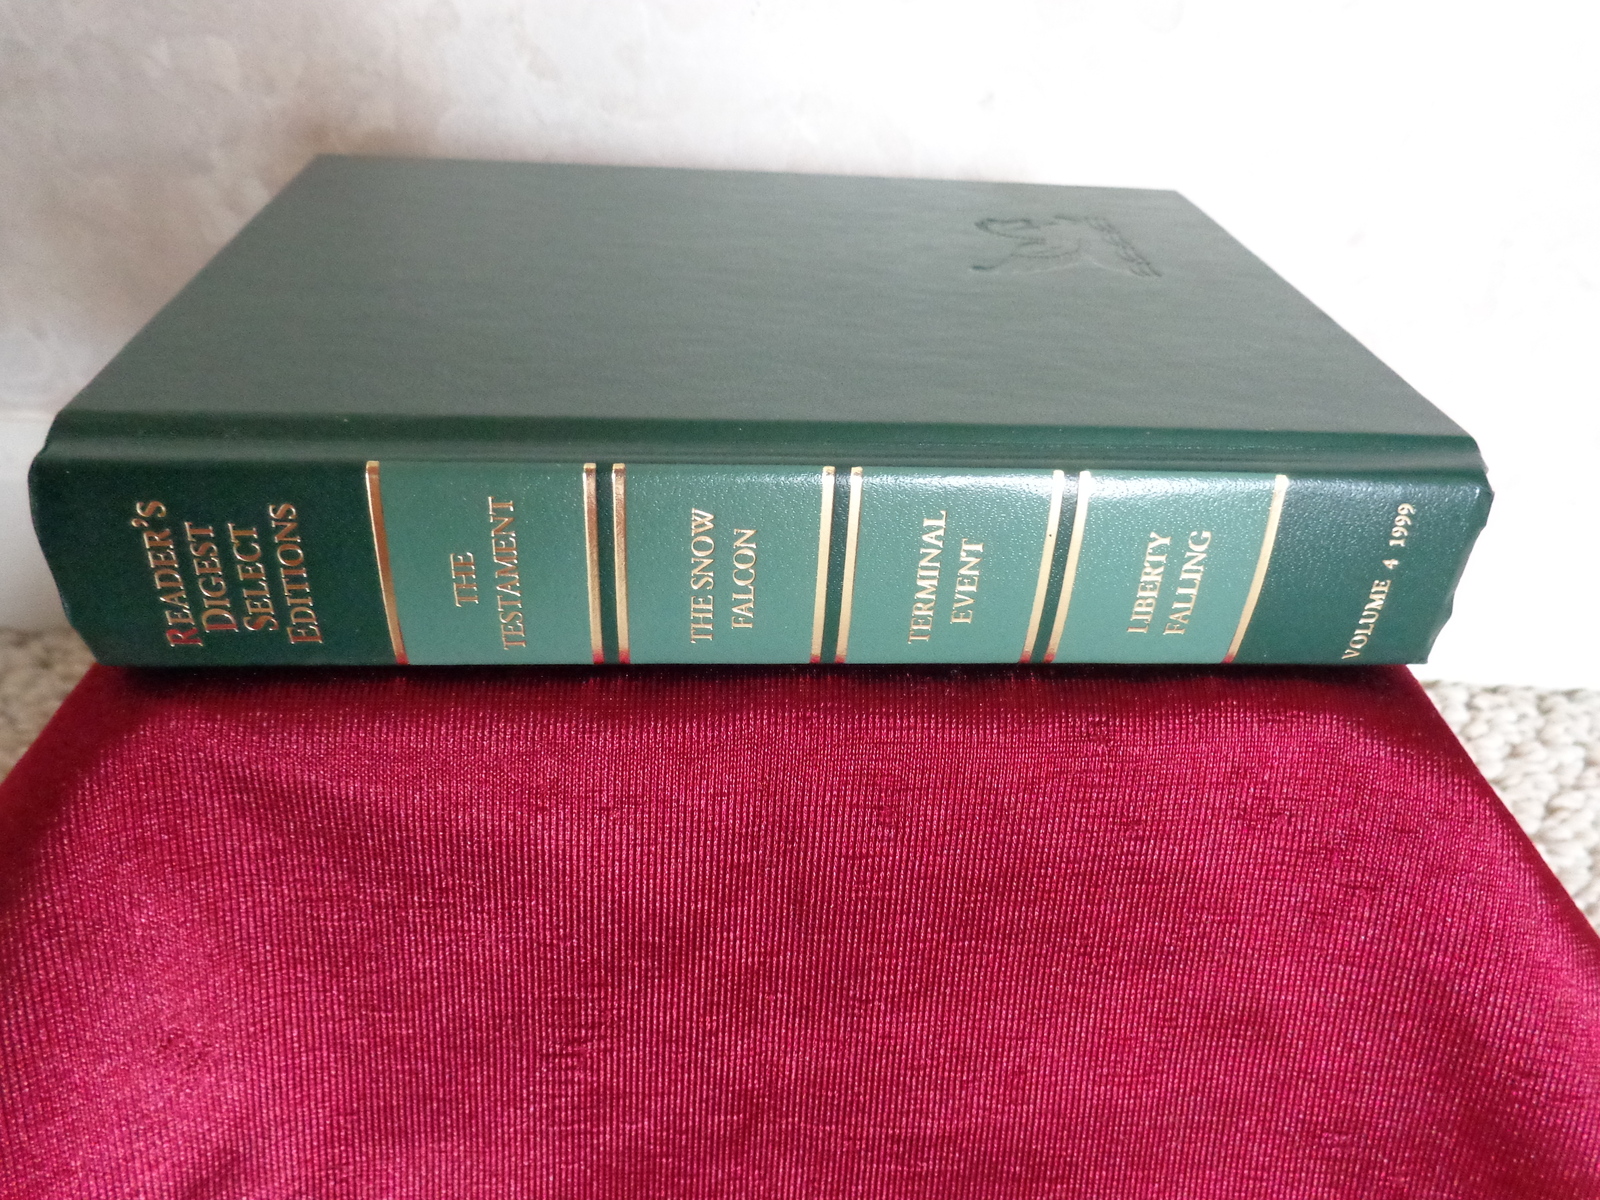 READER'S
DIGEST
SELECT
EDITIONS
THE
TESTAMENT
THE SNOW
FALCON
TERMINAL
EVENT
LIBERTY
FALLING
VOLUME 4 1999